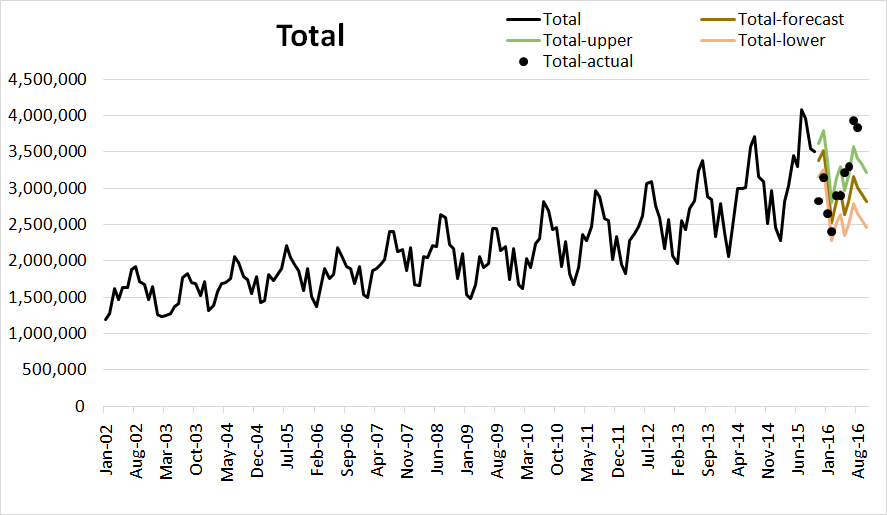 Total
Total
Total-forecast
Total-upper
Total-lower
Total-actual
4,500,000
4,000,000
3,500,000
3,000,000
2,500,000
2,000,000
1,500,000
1,000,000
500,000
0
Jan-02
Aug-02
Mar-03
Oct-03
May-04
Dec-04
Jul-05
Feb-06
Sep-06
Apr-07
Nov-07
Jun-08
Jan-09
Aug-09
Mar-10
Oct-10
May-11
Dec-11
Jul-12
Feb-13
Sep-13
Apr-14
Nov-14
Jun-15
Jan-16
Aug-16